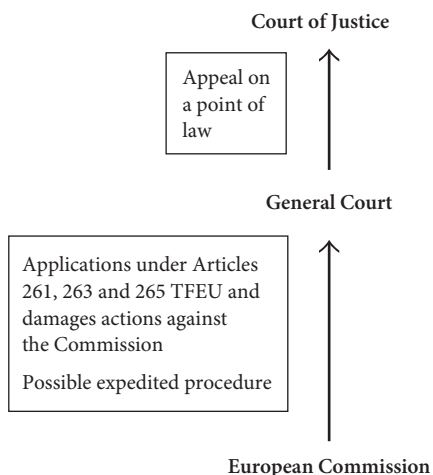 Court of Justice
Appeal on
a point of
law
General Court
Applications under Articles
261, 263 and 265 TFEU and
damages actions against
the Commission
Possible expedited procedure
European Commission